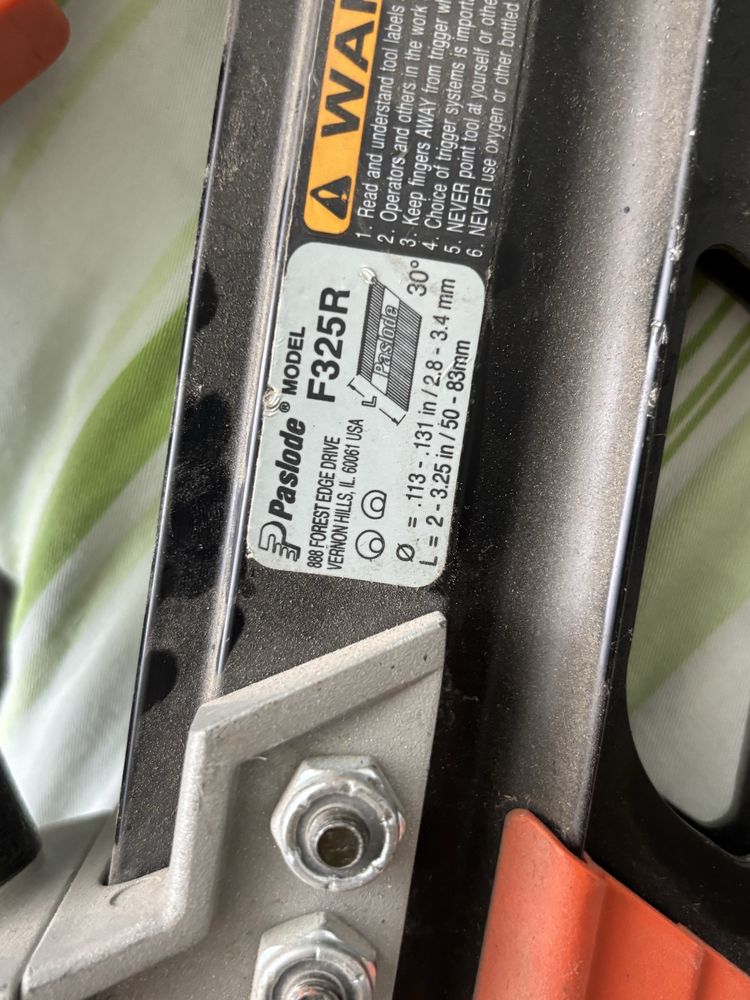 WAR
1. Read and understand tool labels
2. Operators and others in the work
3. Keep fingers AWAY from trigger
4. Choice of trigger systems is
5. NEVER point tool at yourself or
6. NEVER use oxygen or other bottled
Paslode® MODEL
F325R
888 FOREST EDGE DRIVE
VERNON HILLS, IL 60061 USA
L
Paslode
30°
Ø = .113 - .131 in / 2.8 - 3.4 mm
L = 2 - 3.25 in / 50 - 83mm